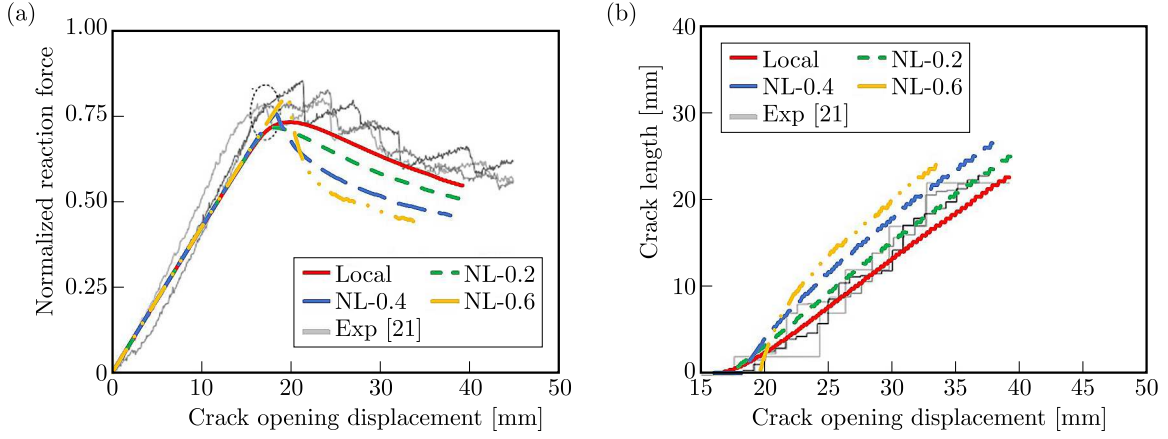 (a)
1.00
0.75
0.50
0.25
0
Normalized reaction force
Local
NL-0.2
NL-0.4
NL-0.6
Exp [21]
0
10
20
30
40
50
Crack opening displacement [mm]
(b)
40
30
20
10
0
Crack length [mm]
Local
NL-0.2
NL-0.4
NL-0.6
Exp [21]
15
20
25
30
35
40
45
50
Crack opening displacement [mm]